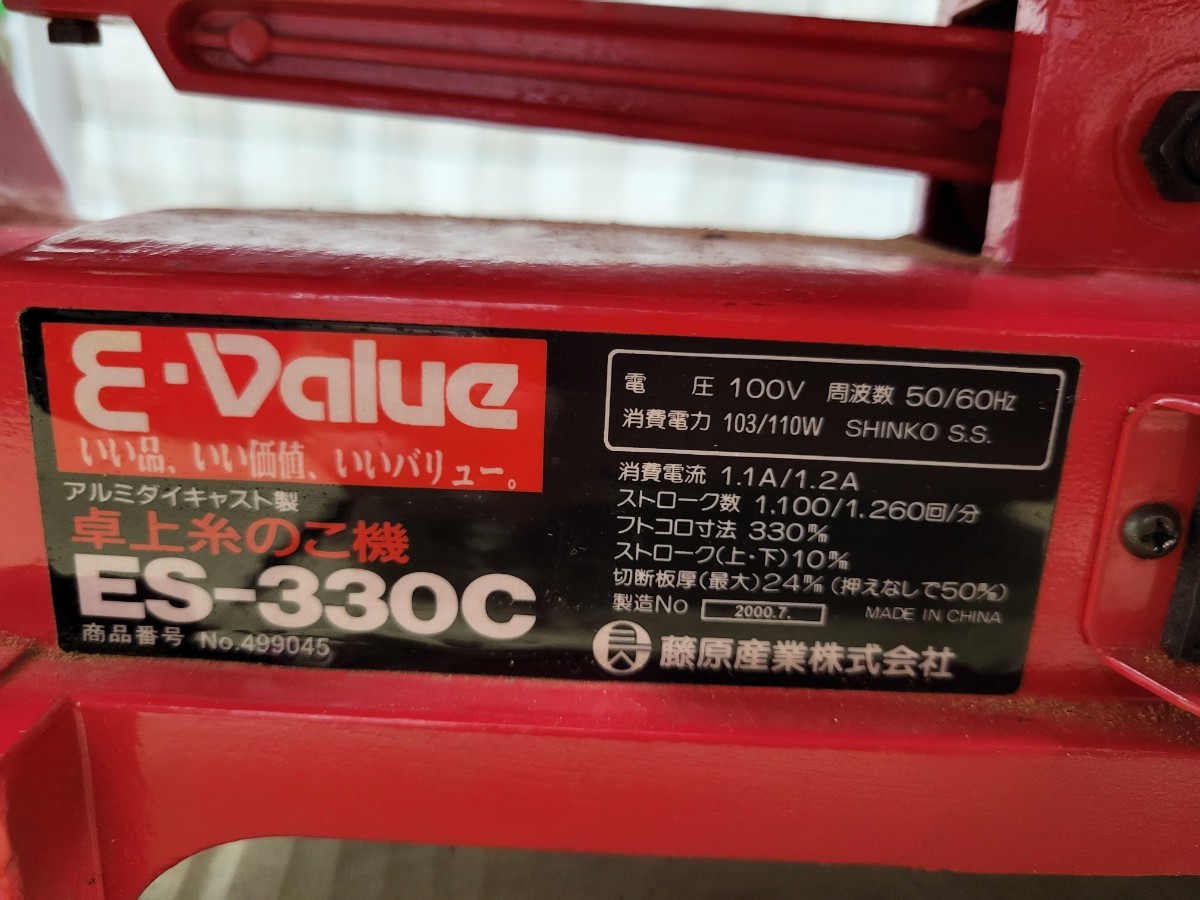 E·Value
いい品、いい価値、いいバリュー。
アルミダイキャスト製
卓上糸のこ機
ES-330C
商品番号 No.499045
電圧 100V 周波数 50/60Hz
消費電力 103/110W SHINKO S.S.
消費電流 1.1A/1.2A
ストローク数 1.100/1.260回/分
フトコロ寸法 330m/m
ストローク(上・下)10m/m
切断板厚(最大)24m/m (押えなしで50m/m)
製造No 2000.7. MADE IN CHINA
藤原産業株式会社